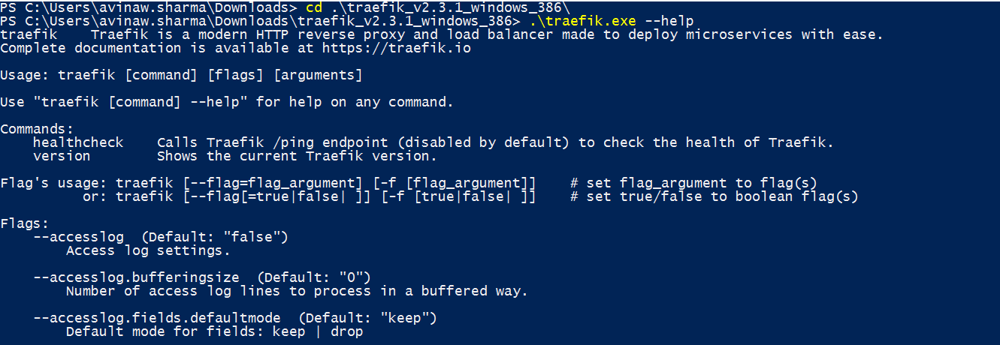 PS C:\Users\avinaw.sharma\Downloads> cd .\traefik_v2.3.1_windows_386\
PS C:\Users\avinaw.sharma\Downloads\traefik_v2.3.1_windows_386> .\traefik.exe --help
traefik    Traefik is a modern HTTP reverse proxy and load balancer made to deploy microservices with ease.
Complete documentation is available at https://traefik.io
Usage: traefik [command] [flags] [arguments]
Use "traefik [command] --help" for help on any command.
Commands:
    healthcheck    Calls Traefik /ping endpoint (disabled by default) to check the health of Traefik.
    version        Shows the current Traefik version.
Flag's usage: traefik [--flag=flag_argument] [-f [flag_argument]]    # set flag_argument to flag(s)
          or: traefik [--flag[=true|false| ]] [-f [true|false| ]]    # set true/false to boolean flag(s)
Flags:
    --accesslog  (Default: "false")
        Access log settings.
    --accesslog.bufferingsize  (Default: "0")
        Number of access log lines to process in a buffered way.
    --accesslog.fields.defaultmode  (Default: "keep")
        Default mode for fields: keep | drop